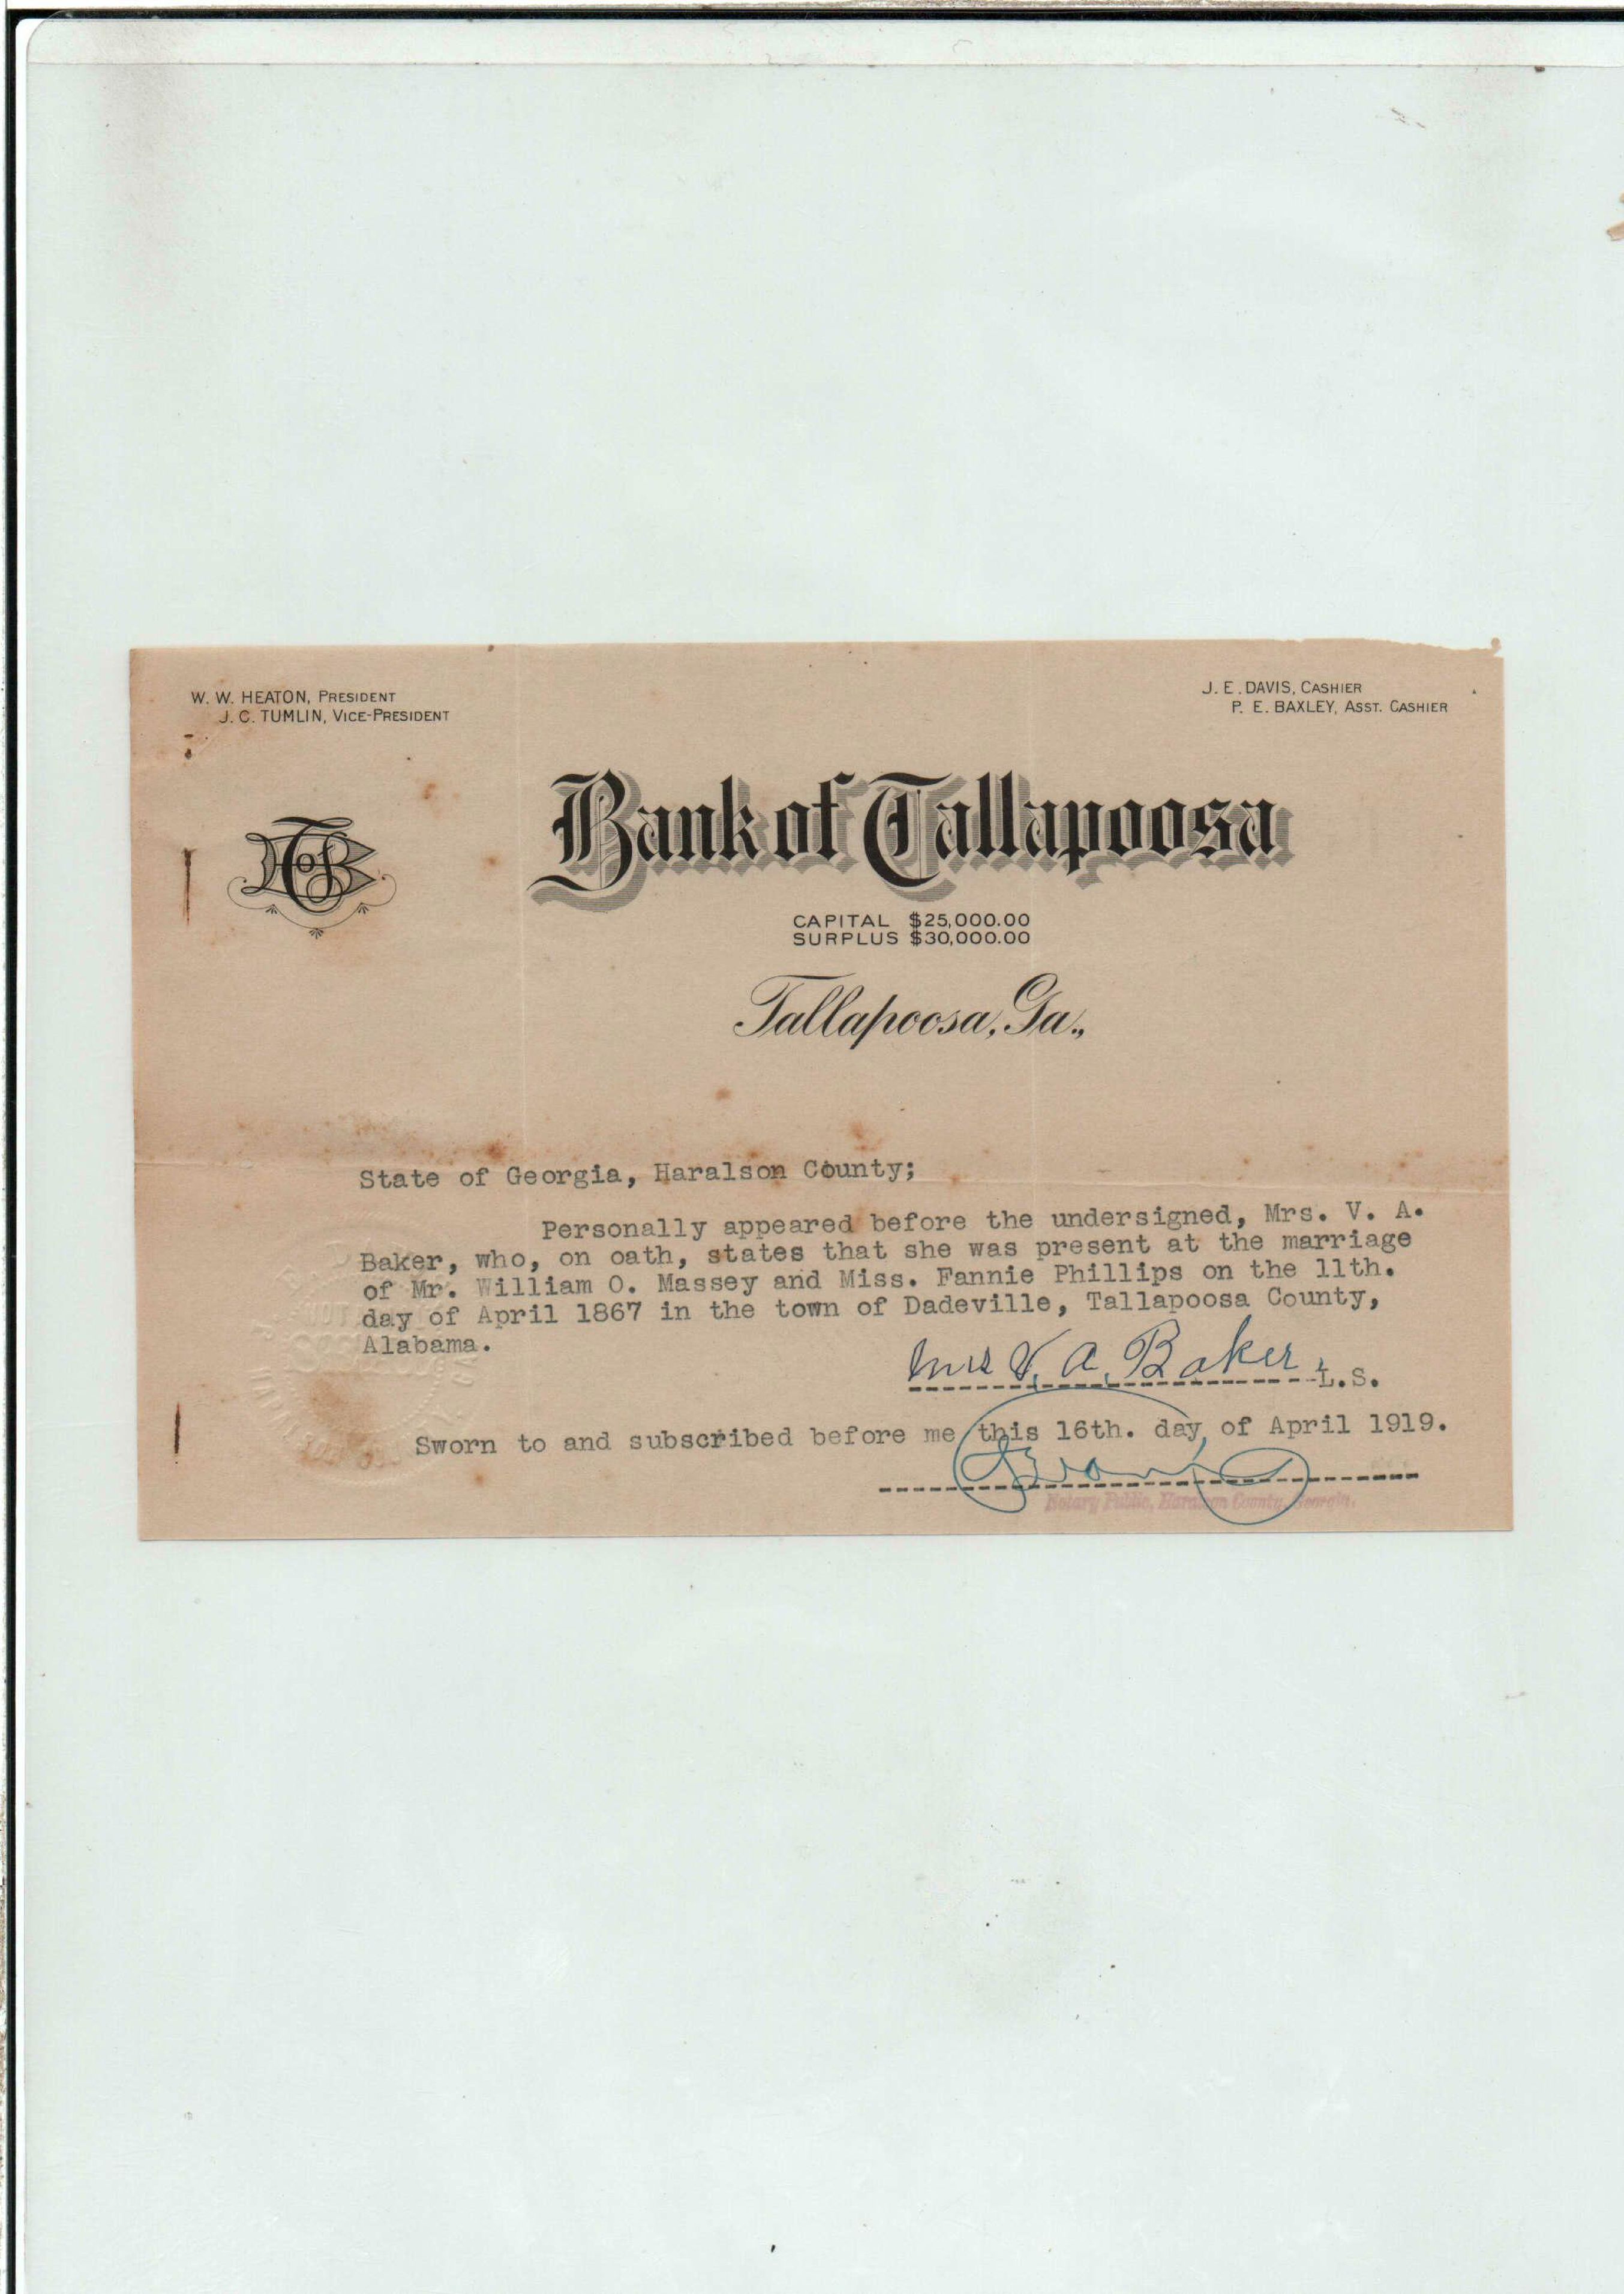 W. W. HEATON, PRESIDENT
J. C. TUMLIN, VICE-PRESIDENT
J. E. DAVIS, CASHIER
P. E. BAXLEY, ASST. CASHIER
Bank of Tallapoosa
CAPITAL $25,000.00
SURPLUS $30,000.00
Tallapoosa, Ga.,
State of Georgia, Haralson County;
Personally appeared before the undersigned, Mrs. V. A.
Baker, who, on oath, states that she was present at the marriage
of Mr. William O. Massey and Miss. Fannie Phillips on the 11th.
day of April 1867 in the town of Dadeville, Tallapoosa County,
Alabama.
Mrs V. A. Baker L.S.
Sworn to and subscribed before me this 16th. day of April 1919.
Notary Public, Haralson County, Georgia.